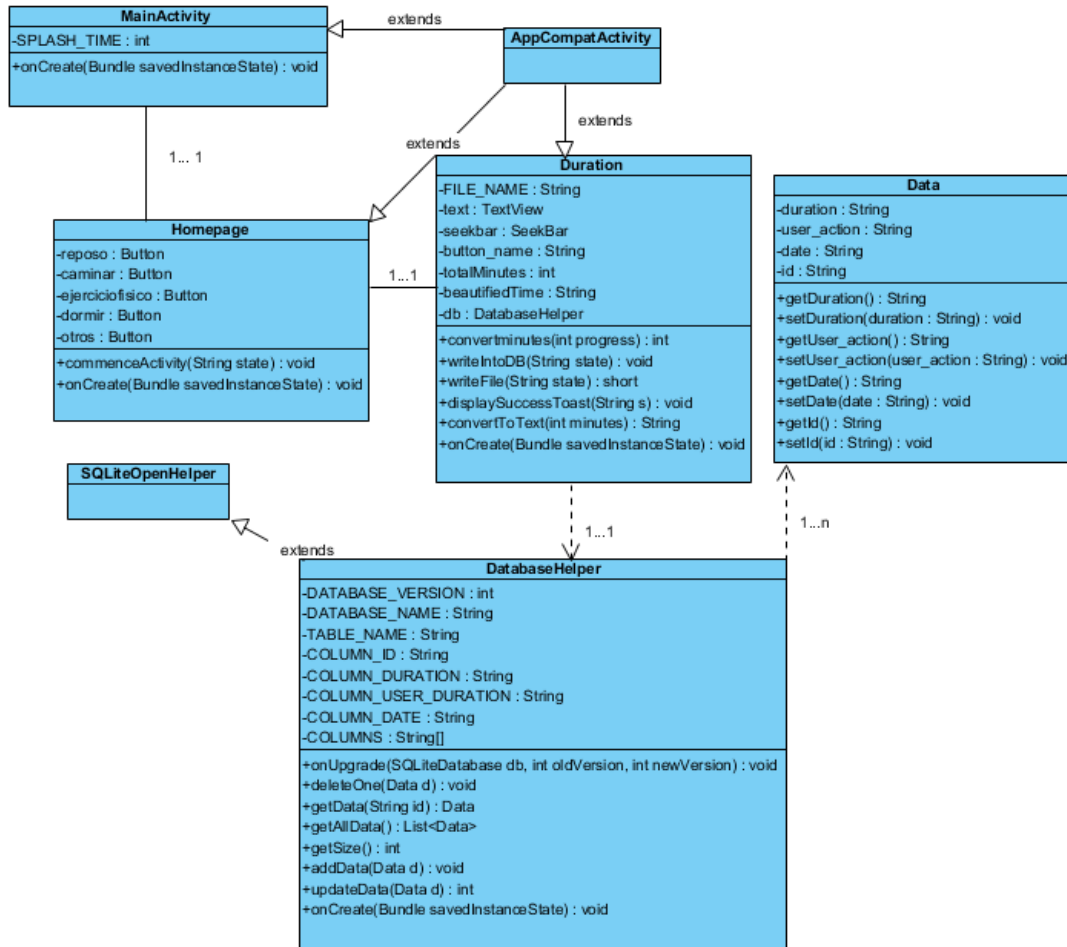 MainActivity
-SPLASH_TIME : int
+onCreate(Bundle savedInstanceState) : void
extends
AppCompatActivity
extends
extends
1... 1
Homepage
-reposo : Button
-caminar : Button
-ejerciciofisico : Button
-dormir : Button
-otros : Button
+commenceActivity(String state) : void
+onCreate(Bundle savedInstanceState) : void
1...1
Duration
-FILE_NAME : String
-text : TextView
-seekbar : SeekBar
-button_name : String
-totalMinutes : int
-beautifiedTime : String
-db : DatabaseHelper
+convertminutes(int progress) : int
+writeIntoDB(String state) : void
+writeFile(String state) : short
+displaySuccessToast(String s) : void
+convertToText(int minutes) : String
+onCreate(Bundle savedInstanceState) : void
Data
-duration : String
-user_action : String
-date : String
-id : String
+getDuration() : String
+setDuration(duration : String) : void
+getUser_action() : String
+setUser_action(user_action : String) : void
+getDate() : String
+setDate(date : String) : void
+getId() : String
+setId(id : String) : void
SQLiteOpenHelper
extends
1...1
1...n
DatabaseHelper
-DATABASE_VERSION : int
-DATABASE_NAME : String
-TABLE_NAME : String
-COLUMN_ID : String
-COLUMN_DURATION : String
-COLUMN_USER_DURATION : String
-COLUMN_DATE : String
-COLUMNS : String[]
+onUpgrade(SQLiteDatabase db, int oldVersion, int newVersion) : void
+deleteOne(Data d) : void
+getData(String id) : Data
+getAllData() : List<Data>
+getSize() : int
+addData(Data d) : void
+updateData(Data d) : int
+onCreate(Bundle savedInstanceState) : void